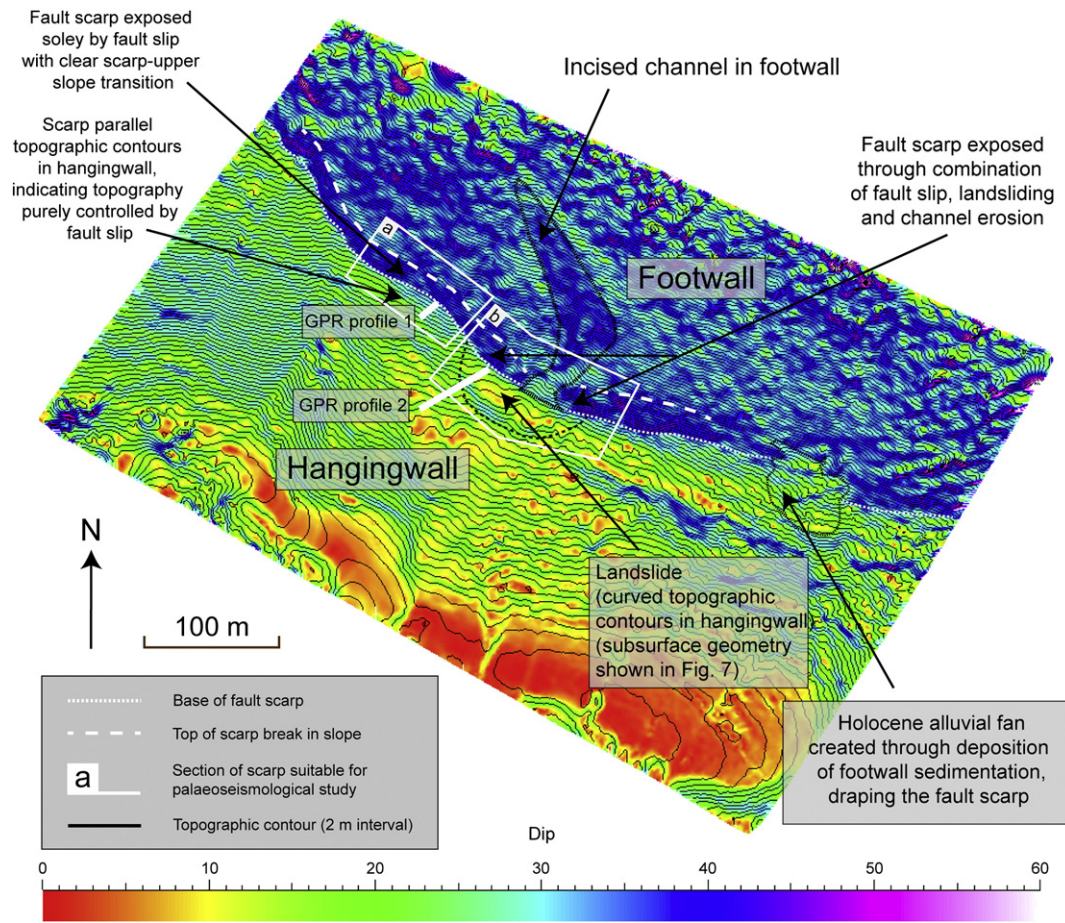 Fault scarp exposed
soley by fault slip
with clear scarp-upper
slope transition
Incised channel in footwall
Scarp parallel
topographic contours
in hangingwall,
indicating topography
purely controlled by
fault slip
Fault scarp exposed
through combination
of fault slip, landsliding
and channel erosion
a
Footwall
GPR profile 1
b
GPR profile 2
Hangingwall
N
100 m
Landslide
(curved topographic
contours in hangingwall)
(subsurface geometry
shown in Fig. 7)
Holocene alluvial fan
created through deposition
of footwall sedimentation,
draping the fault scarp
Base of fault scarp
Top of scarp break in slope
a
Section of scarp suitable for
palaeoseismological study
Topographic contour (2 m interval)
Dip
0 10 20 30 40 50 60